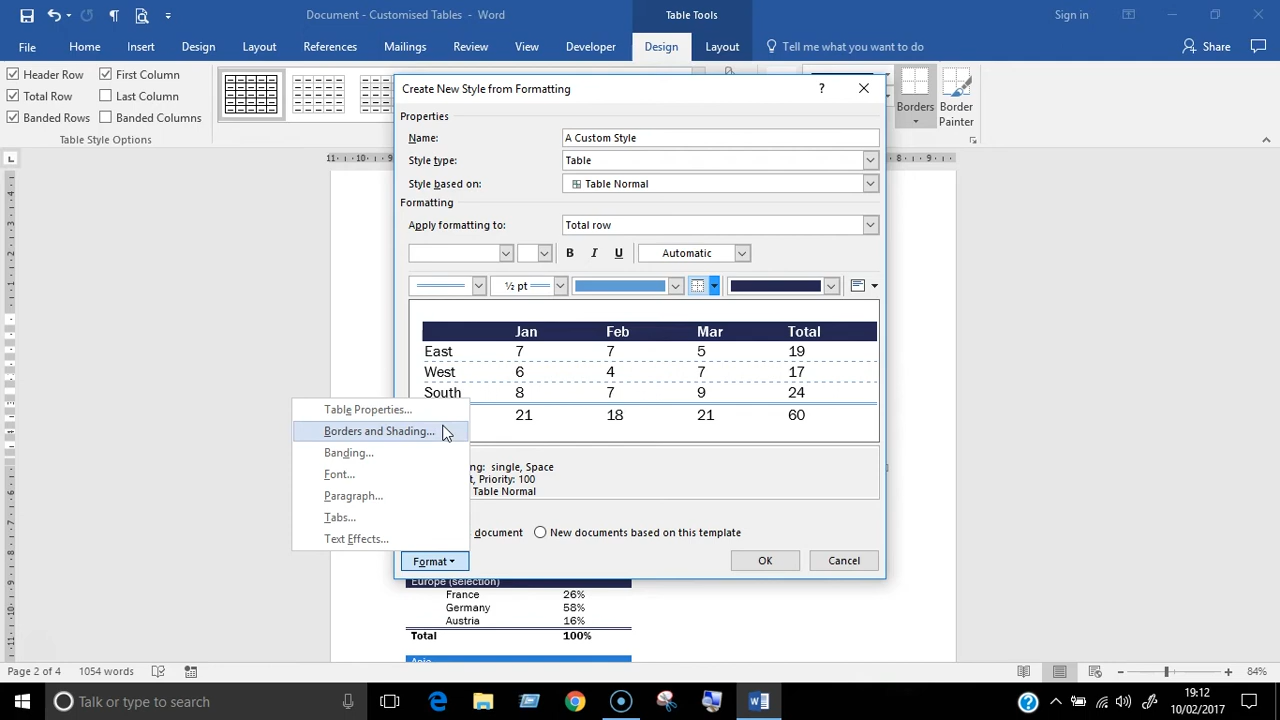 Document - Customised Tables - Word
Table Tools
Sign in
File Home Insert Design Layout References Mailings Review View Developer Design Layout Tell me what you want to do Share
Header Row First Column
Total Row Last Column
Banded Rows Banded Columns
Table Style Options
Borders
Border Painter
Create New Style from Formatting
?
Properties
Name: A Custom Style
Style type: Table
Style based on: Table Normal
Formatting
Apply formatting to: Total row
B I U Automatic
½ pt
Jan Feb Mar Total
East 7 7 5 19
West 6 4 7 17
South 8 7 9 24
21 18 21 60
Table Properties...
Borders and Shading...
Banding...
Font...
Paragraph...
Tabs...
Text Effects...
ng: single, Space
t, Priority: 100
Table Normal
document New documents based on this template
Format OK Cancel
Europe (selection)
France 26%
Germany 58%
Austria 16%
Total 100%
Asia
Page 2 of 4 1054 words
84%
Talk or type to search
19:12
10/02/2017